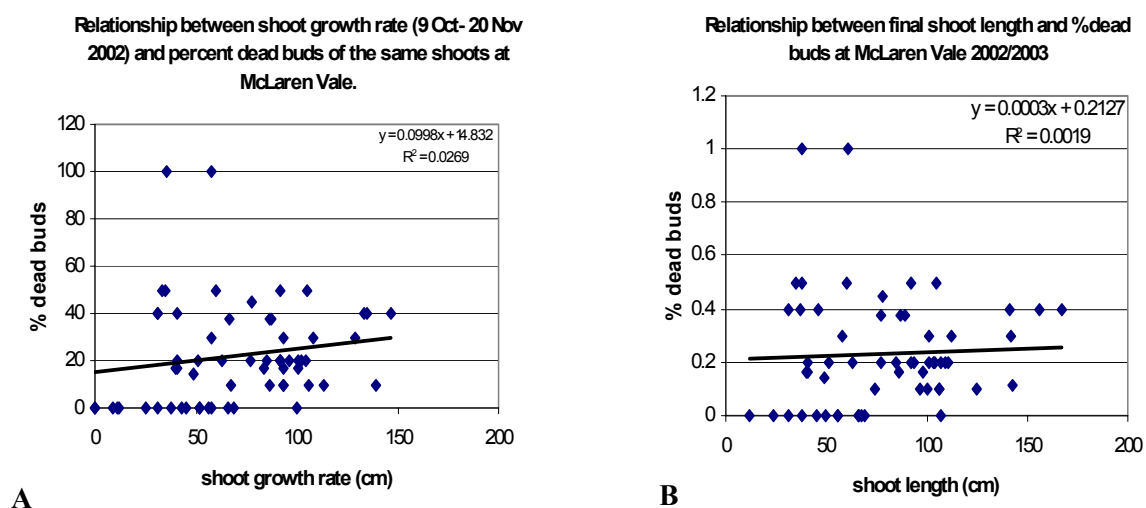 Relationship between shoot growth rate (9 Oct- 20 Nov
2002) and percent dead buds of the same shoots at
McLaren Vale.
120
100
80
60
40
20
0
% dead buds
y = 0.0998x + 14.832
R² = 0.0269
0 50 100 150 200
shoot growth rate (cm)
A
Relationship between final shoot length and % dead
buds at McLaren Vale 2002/2003
1.2
1
0.8
0.6
0.4
0.2
0
% dead buds
y = 0.0003x + 0.2127
R² = 0.0019
0 50 100 150 200
shoot length (cm)
B